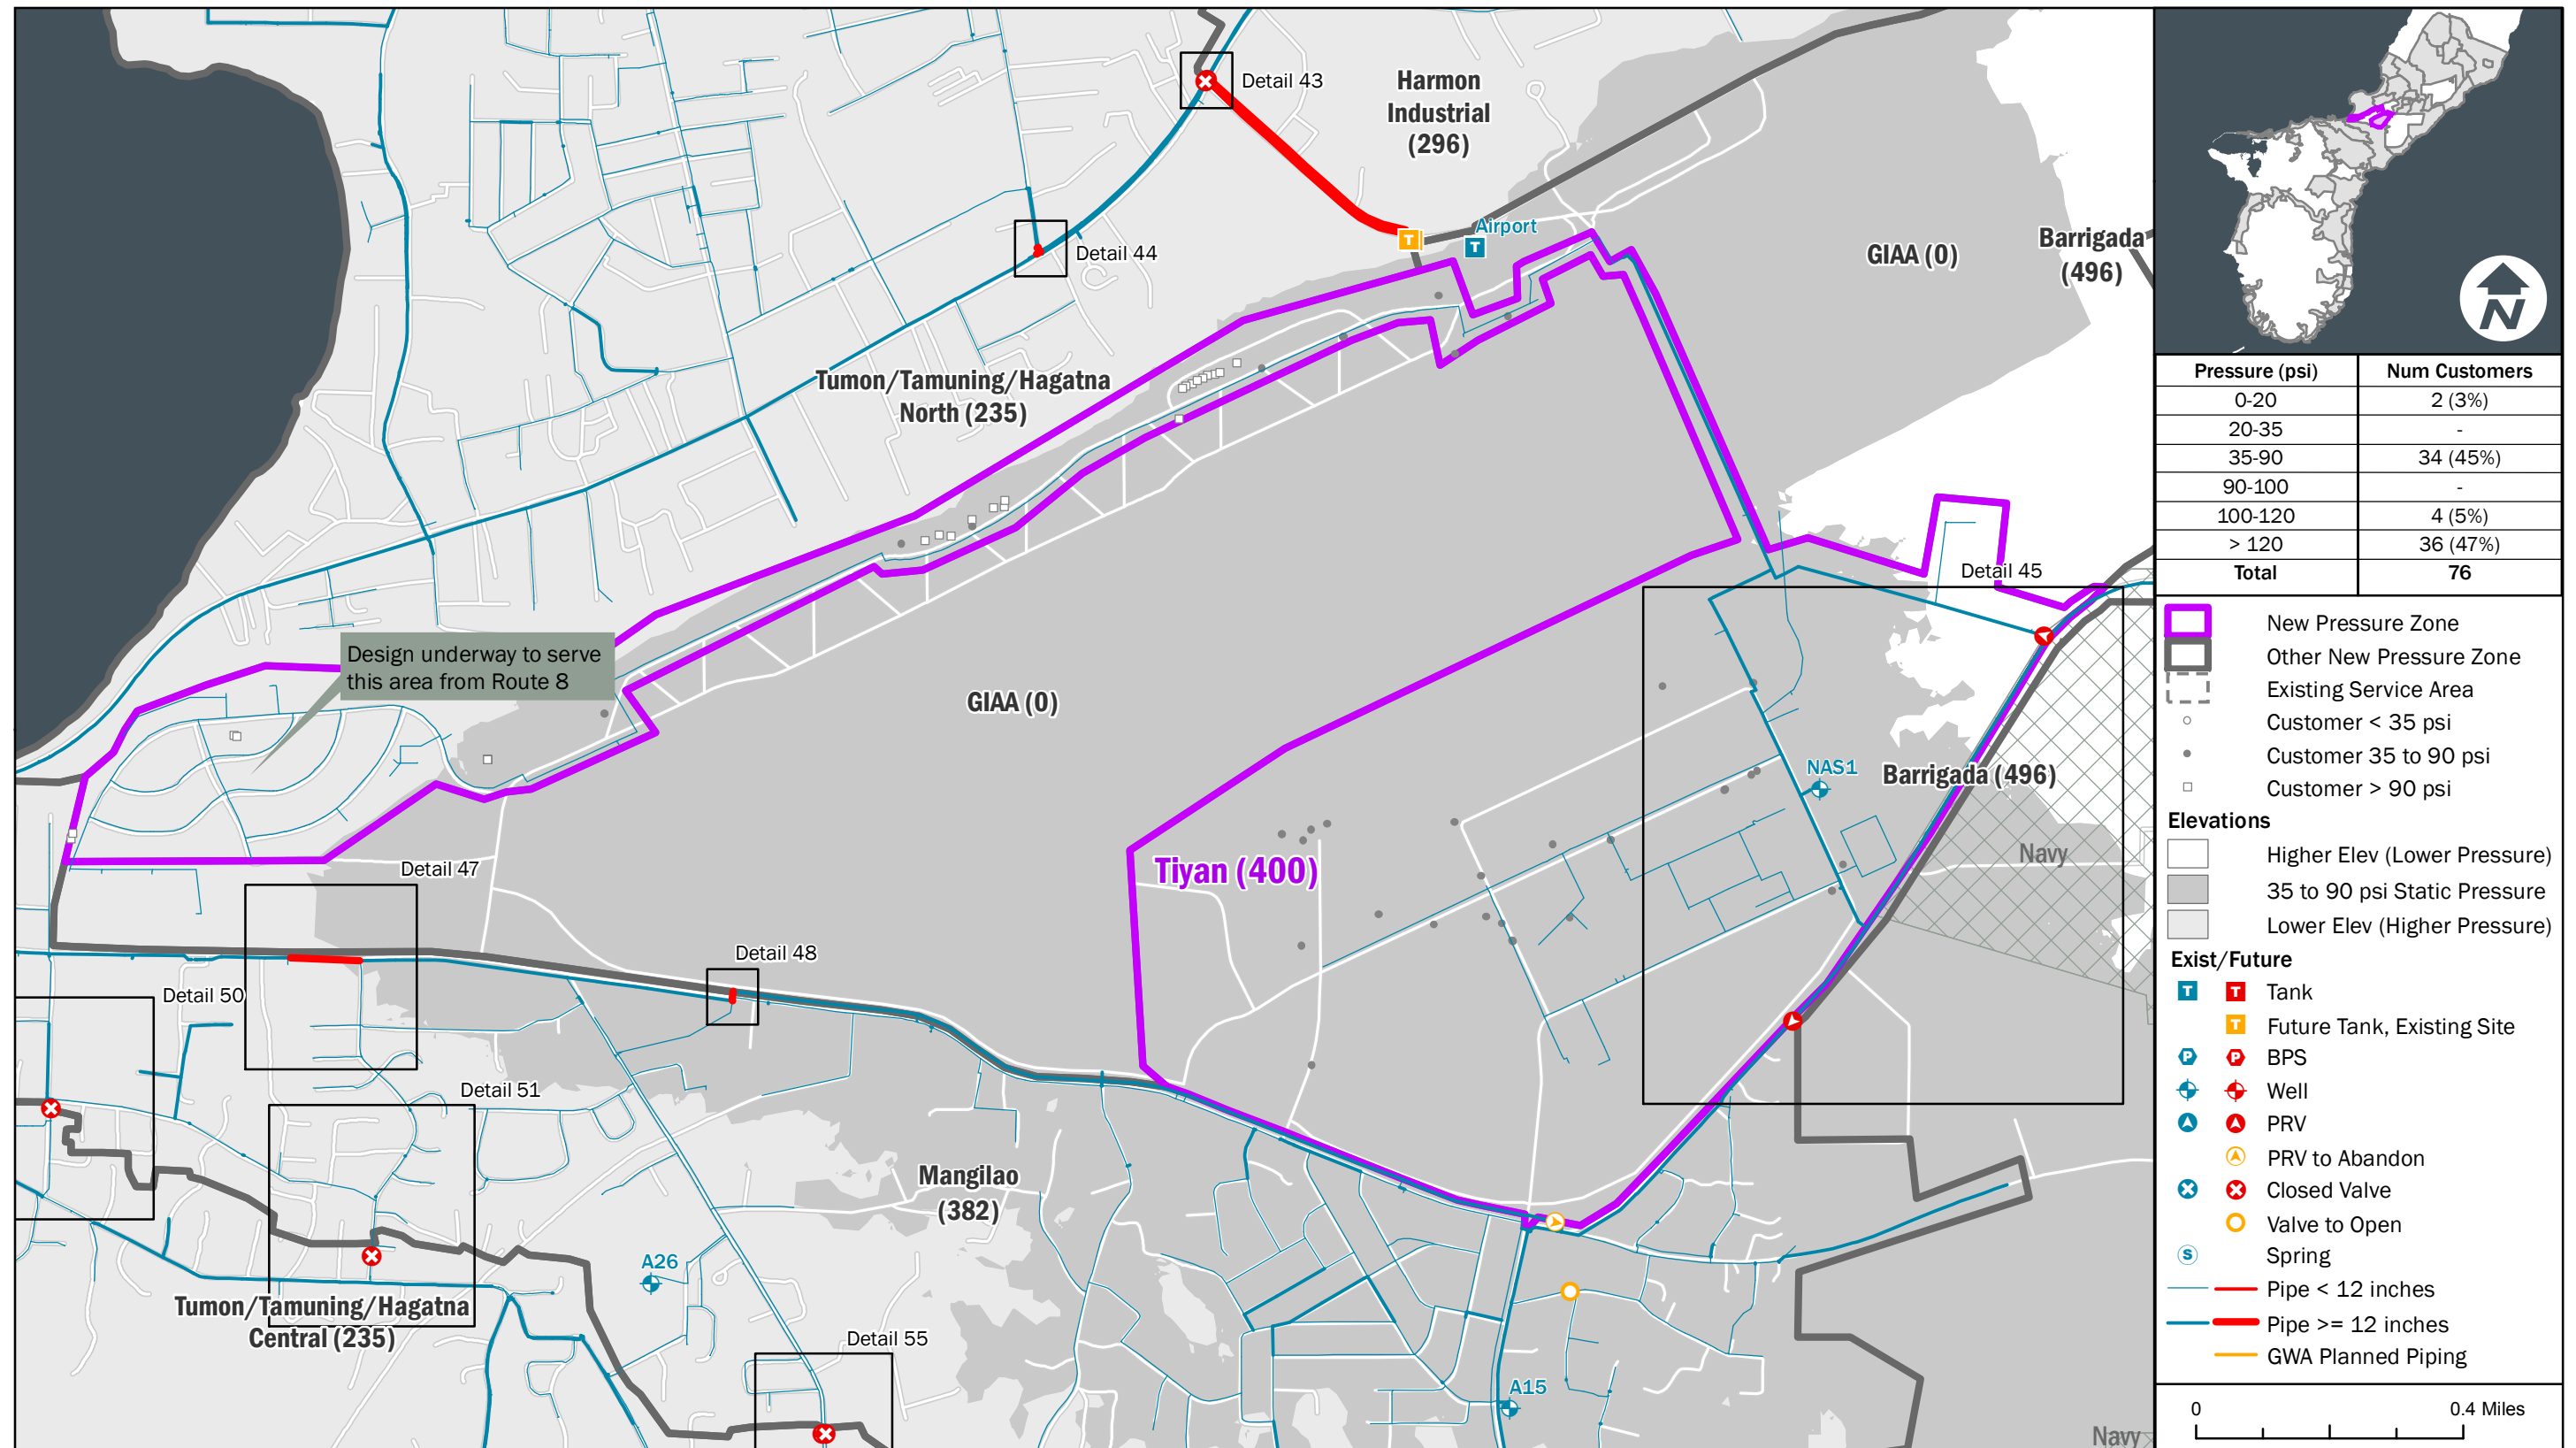 Detail 43
Harmon
Industrial
(296)
Airport
Detail 44
GIAA (0)
Barrigada
(496)
N
Tumon/Tamuning/Hagatna
North (235)
Detail 45
Design underway to serve
this area from Route 8
GIAA (0)
NAS1
Barrigada (496)
Navy
Detail 47
Tiyan (400)
Detail 48
Detail 50
Detail 51
Mangilao
(382)
A26
Tumon/Tamuning/Hagatna
Central (235)
Detail 55
A15
Navy
T
T
Pressure (psi) Num Customers
0-20 2 (3%)
20-35 -
35-90 34 (45%)
90-100 -
100-120 4 (5%)
> 120 36 (47%)
Total 76
New Pressure Zone
Other New Pressure Zone
Existing Service Area
Customer < 35 psi
Customer 35 to 90 psi
Customer > 90 psi
Elevations
Higher Elev (Lower Pressure)
35 to 90 psi Static Pressure
Lower Elev (Higher Pressure)
Exist/Future
T T Tank
T Future Tank, Existing Site
P P BPS
Well
PRV
PRV to Abandon
Closed Valve
Valve to Open
S Spring
Pipe < 12 inches
Pipe >= 12 inches
GWA Planned Piping
0 0.4 Miles